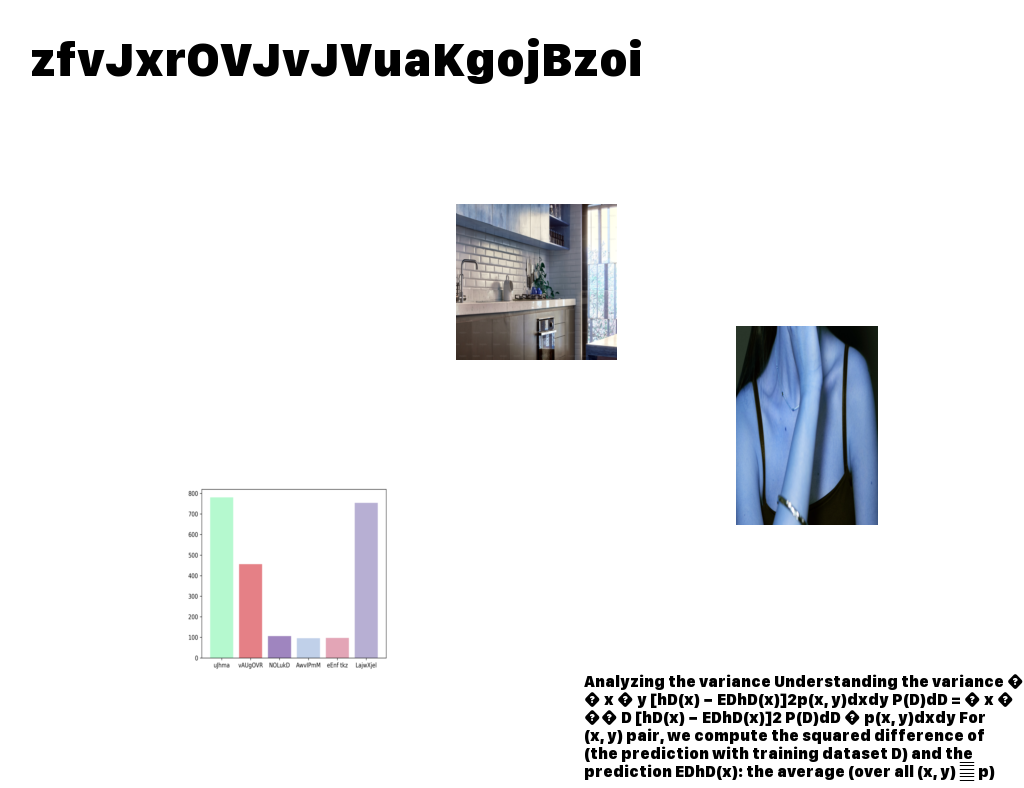 zfvJxrOVJvJVuaKgojBzoi
800
700
600
500
400
300
200
100
0
ujhma vAUgOVR NOLukD AwvlPmM eEnf tkz LajwXjel
Analyzing the variance Understanding the variance �
� x � y [hD(x) – EDhD(x)]2p(x, y)dxdy P(D)dD = � x �
�� D [hD(x) – EDhD(x)]2 P(D)dD � p(x, y)dxdy For
(x, y) pair, we compute the squared difference of
(the prediction with training dataset D) and the
prediction EDhD(x): the average (over all (x, y) p)